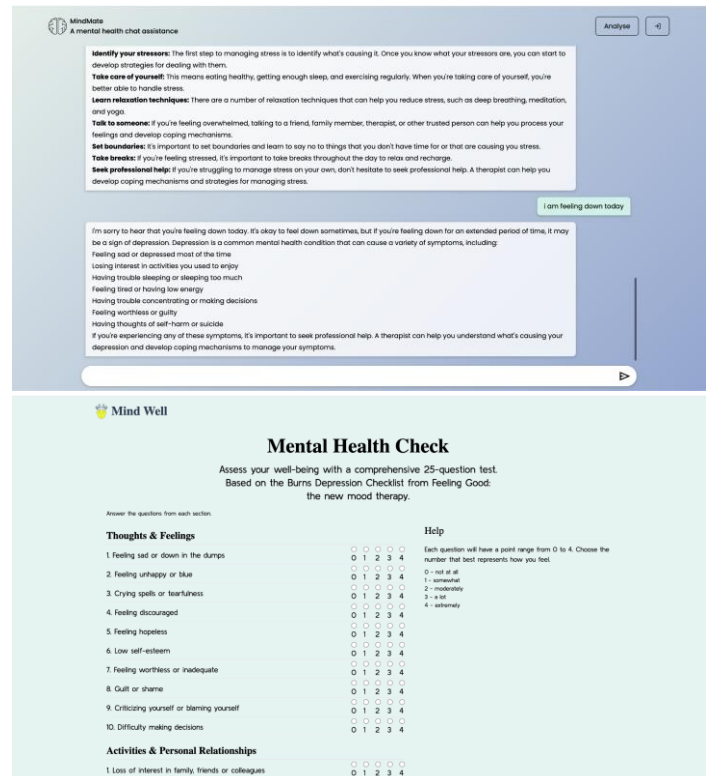 MindMate
A mental health chat assistance
Analyse
Identify your stressors: The first step to managing stress is to identify what's causing it. Once you know what your stressors are, you can start to
develop strategies for dealing with them.
Take care of yourself: This means eating healthy, getting enough sleep, and exercising regularly. When you're taking care of yourself, you're
better able to handle stress.
Learn relaxation techniques: There are a number of relaxation techniques that can help you reduce stress, such as deep breathing, meditation,
and yoga.
Talk to someone: If you're feeling overwhelmed, talking to a friend, family member, therapist, or other trusted person can help you process your
feelings and develop coping mechanisms.
Set boundaries: It's important to set boundaries and learn to say no to things that you don't have time for or that are causing you stress.
Take breaks: If you're feeling stressed, it's important to take breaks throughout the day to relax and recharge.
Seek professional help: If you're struggling to manage stress on your own, don't hesitate to seek professional help. A therapist can help you
develop coping mechanisms and strategies for managing stress.
i am feeling down today
I'm sorry to hear that you're feeling down today. It's okay to feel down sometimes, but if you're feeling down for an extended period of time, it may
be a sign of depression. Depression is a common mental health condition that can cause a variety of symptoms, including:
Feeling sad or depressed most of the time
Losing interest in activities you used to enjoy
Having trouble sleeping or sleeping too much
Feeling tired or having low energy
Having trouble concentrating or making decisions
Feeling worthless or guilty
Having thoughts of self-harm or suicide
If you're experiencing any of these symptoms, it's important to seek professional help. A therapist can help you understand what's causing your
depression and develop coping mechanisms to manage your symptoms.
Mind Well
Mental Health Check
Assess your well-being with a comprehensive 25-question test.
Based on the Burns Depression Checklist from Feeling Good:
the new mood therapy.
Answer the questions from each section.
Thoughts & Feelings
1. Feeling sad or down in the dumps
0 1 2 3 4
2. Feeling unhappy or blue
0 1 2 3 4
3. Crying spells or tearfulness
0 1 2 3 4
4. Feeling discouraged
0 1 2 3 4
5. Feeling hopeless
0 1 2 3 4
6. Low self-esteem
0 1 2 3 4
7. Feeling worthless or inadequate
0 1 2 3 4
8. Guilt or shame
0 1 2 3 4
9. Criticizing yourself or blaming yourself
0 1 2 3 4
10. Difficulty making decisions
0 1 2 3 4
Activities & Personal Relationships
1. Loss of interest in family, friends or colleagues
0 1 2 3 4
Help
Each question will have a point range from 0 to 4. Choose the
number that best represents how you feel.
0 - not at all
1 - somewhat
2 - moderately
3 - a lot
4 - extremely